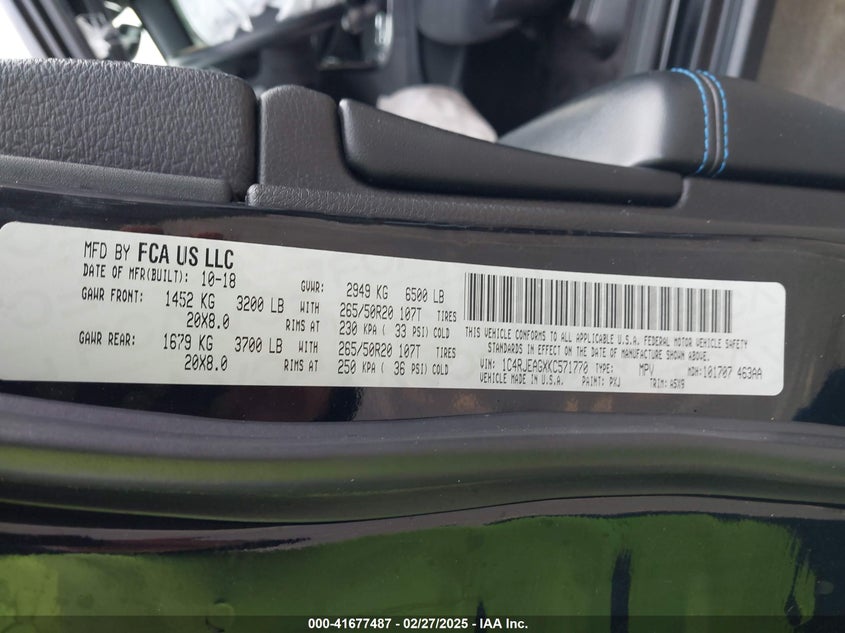 MFD BY FCA US LLC
DATE OF MFR(BUILT): 10-18 GVWR: 2949 KG 6500 LB
GAWR FRONT: 1452 KG 3200 LB WITH 265/50R20 107T TIRES
20X8.0 RIMS AT 230 KPA ( 33 PSI) COLD
GAWR REAR: 1679 KG 3700 LB WITH 265/50R20 107T TIRES
20X8.0 RIMS AT 250 KPA ( 36 PSI) COLD
THIS VEHICLE CONFORMS TO ALL APPLICABLE U.S.A. FEDERAL MOTOR VEHICLE SAFETY
STANDARDS IN EFFECT ON THE DATE OF MANUFACTURE SHOWN ABOVE.
VIN: 1C4RJEAGXKC571770 TYPE: MPV MDH:101707 463AA
VEHICLE MADE IN U.S.A. PAINT: PXJ TRIM: A5X9
000-41677487 - 02/27/2025 - IAA Inc.